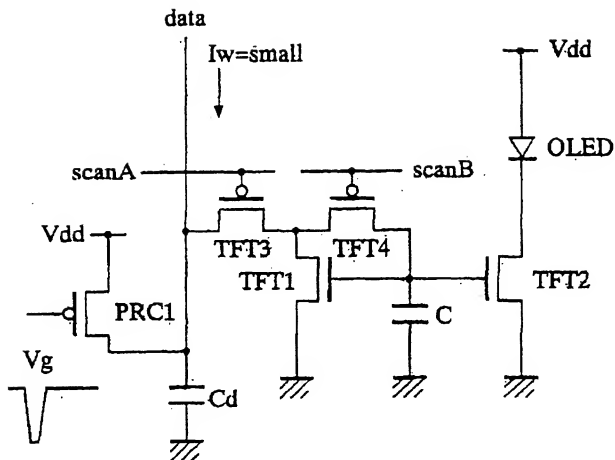 data
Iw=small
Vdd
OLED
scanA
scanB
Vdd
TFT3
TFT4
TFT1
TFT2
PRC1
C
Vg
Cd